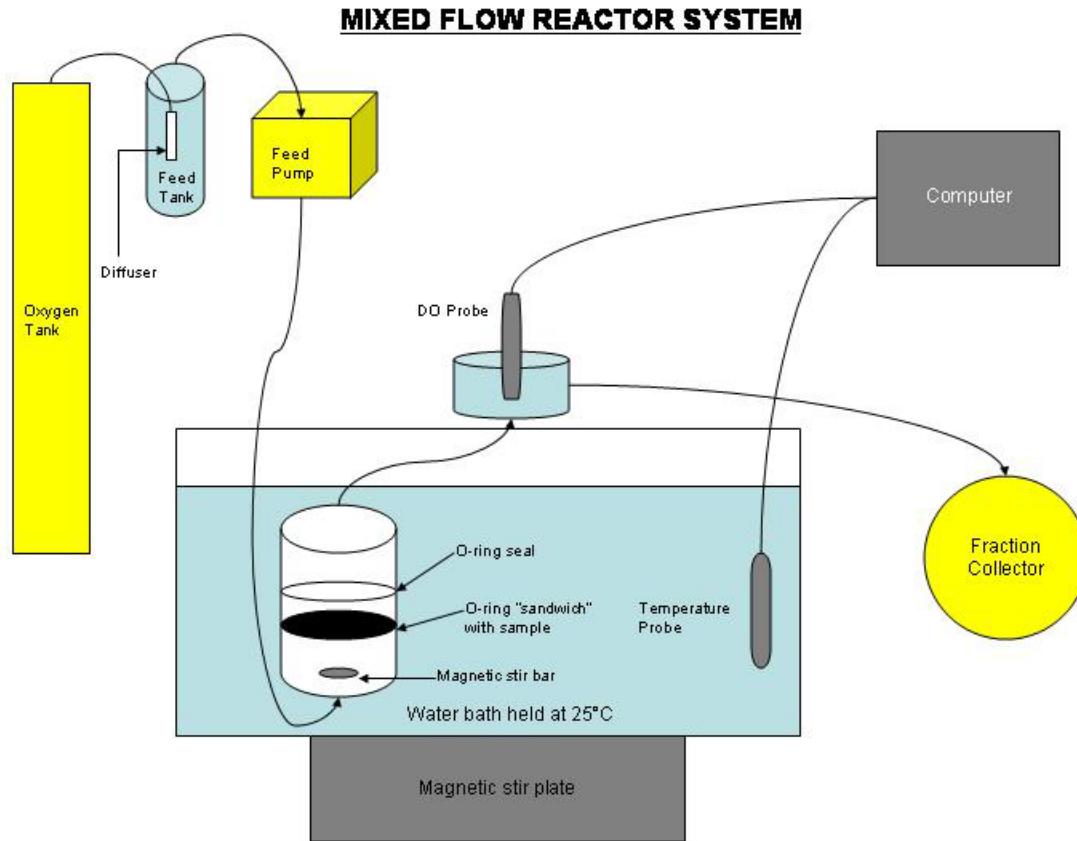 MIXED FLOW REACTOR SYSTEM
Feed
Tank
Feed
Pump
Diffuser
Oxygen
Tank
Computer
DO Probe
O-ring seal
O-ring "sandwich"
with sample
Magnetic stir bar
Temperature
Probe
Fraction
Collector
Water bath held at 25°C
Magnetic stir plate